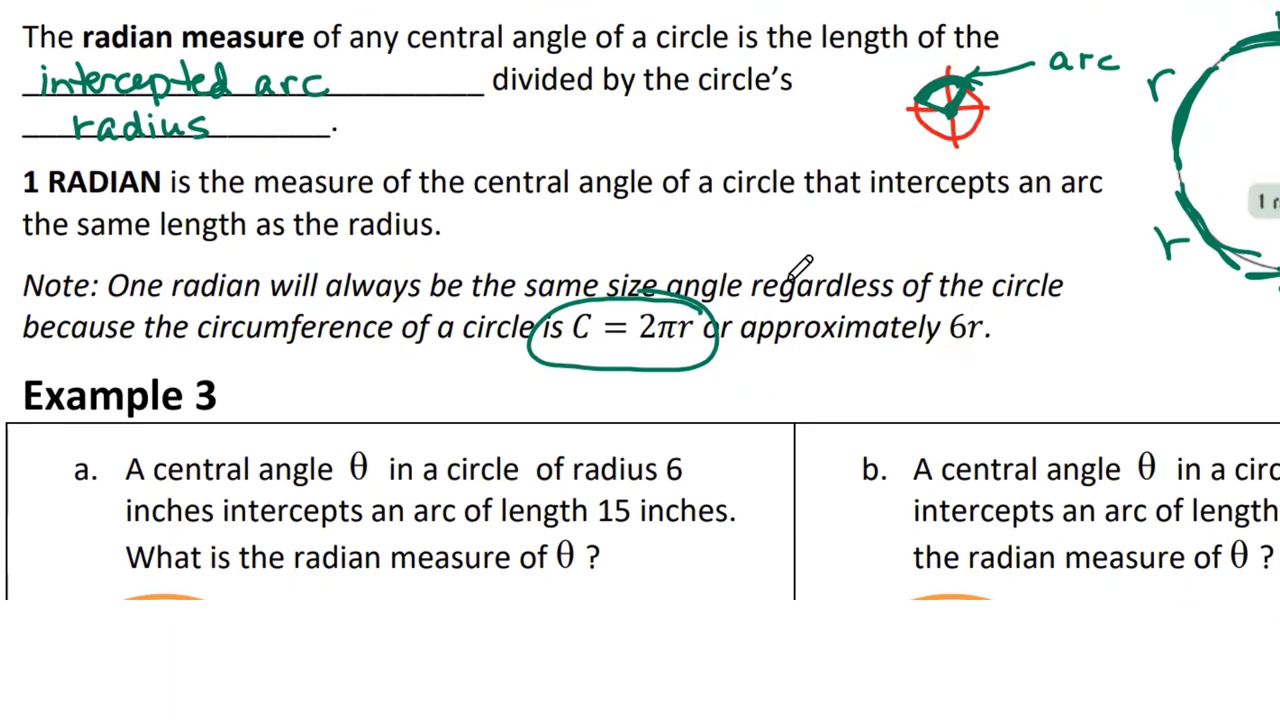 The radian measure of any central angle of a circle is the length of the
intercepted arc divided by the circle's
radius.
arc
r
1 RADIAN is the measure of the central angle of a circle that intercepts an arc
the same length as the radius.
1 r
r
Note: One radian will always be the same size angle regardless of the circle
because the circumference of a circle is C = 2πr or approximately 6r.
Example 3
a. A central angle θ in a circle of radius 6
inches intercepts an arc of length 15 inches.
What is the radian measure of θ ?
b. A central angle θ in a circ
intercepts an arc of length
the radian measure of θ ?